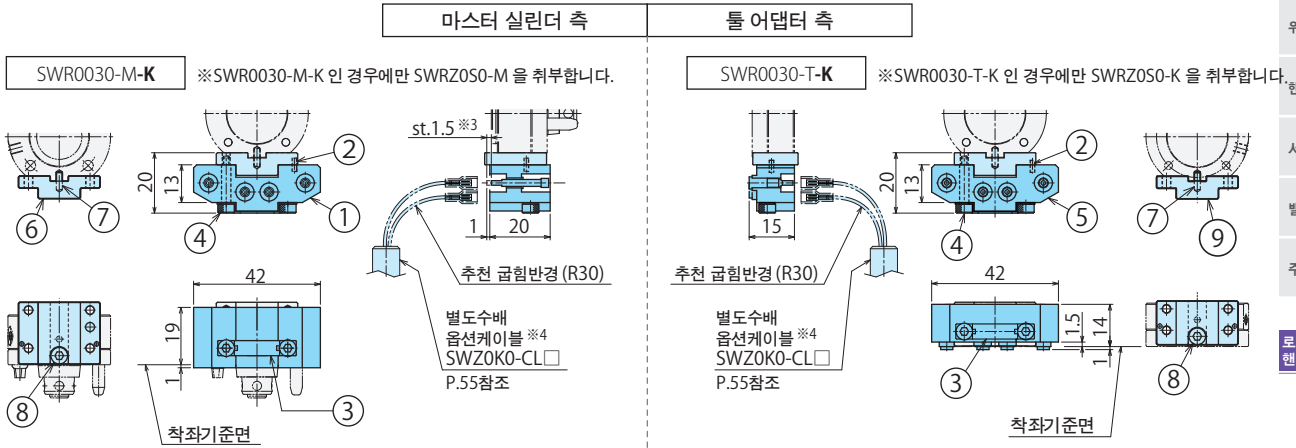 마스터 실린더 측
툴 어댑터 측
SWR0030-M-K
※SWR0030-M-K 인 경우에만 SWRZ0S0-M 을 취부합니다.
SWR0030-T-K
※SWR0030-T-K 인 경우에만 SWRZ0S0-K 을 취부합니다.
st.1.5 ※3
20
13
②
①
④
⑥
⑦
1
20
추천 굽힘반경 (R30)
별도수배
옵션케이블 ※4
SWZ0K0-CL□
P.55참조
42
19
1
⑧
③
착좌기준면
15
추천 굽힘반경 (R30)
별도수배
옵션케이블 ※4
SWZ0K0-CL□
P.55참조
20
13
②
⑤
④
⑦
⑨
42
1.5
14
1
③
⑧
착좌기준면
서
주
로
핸